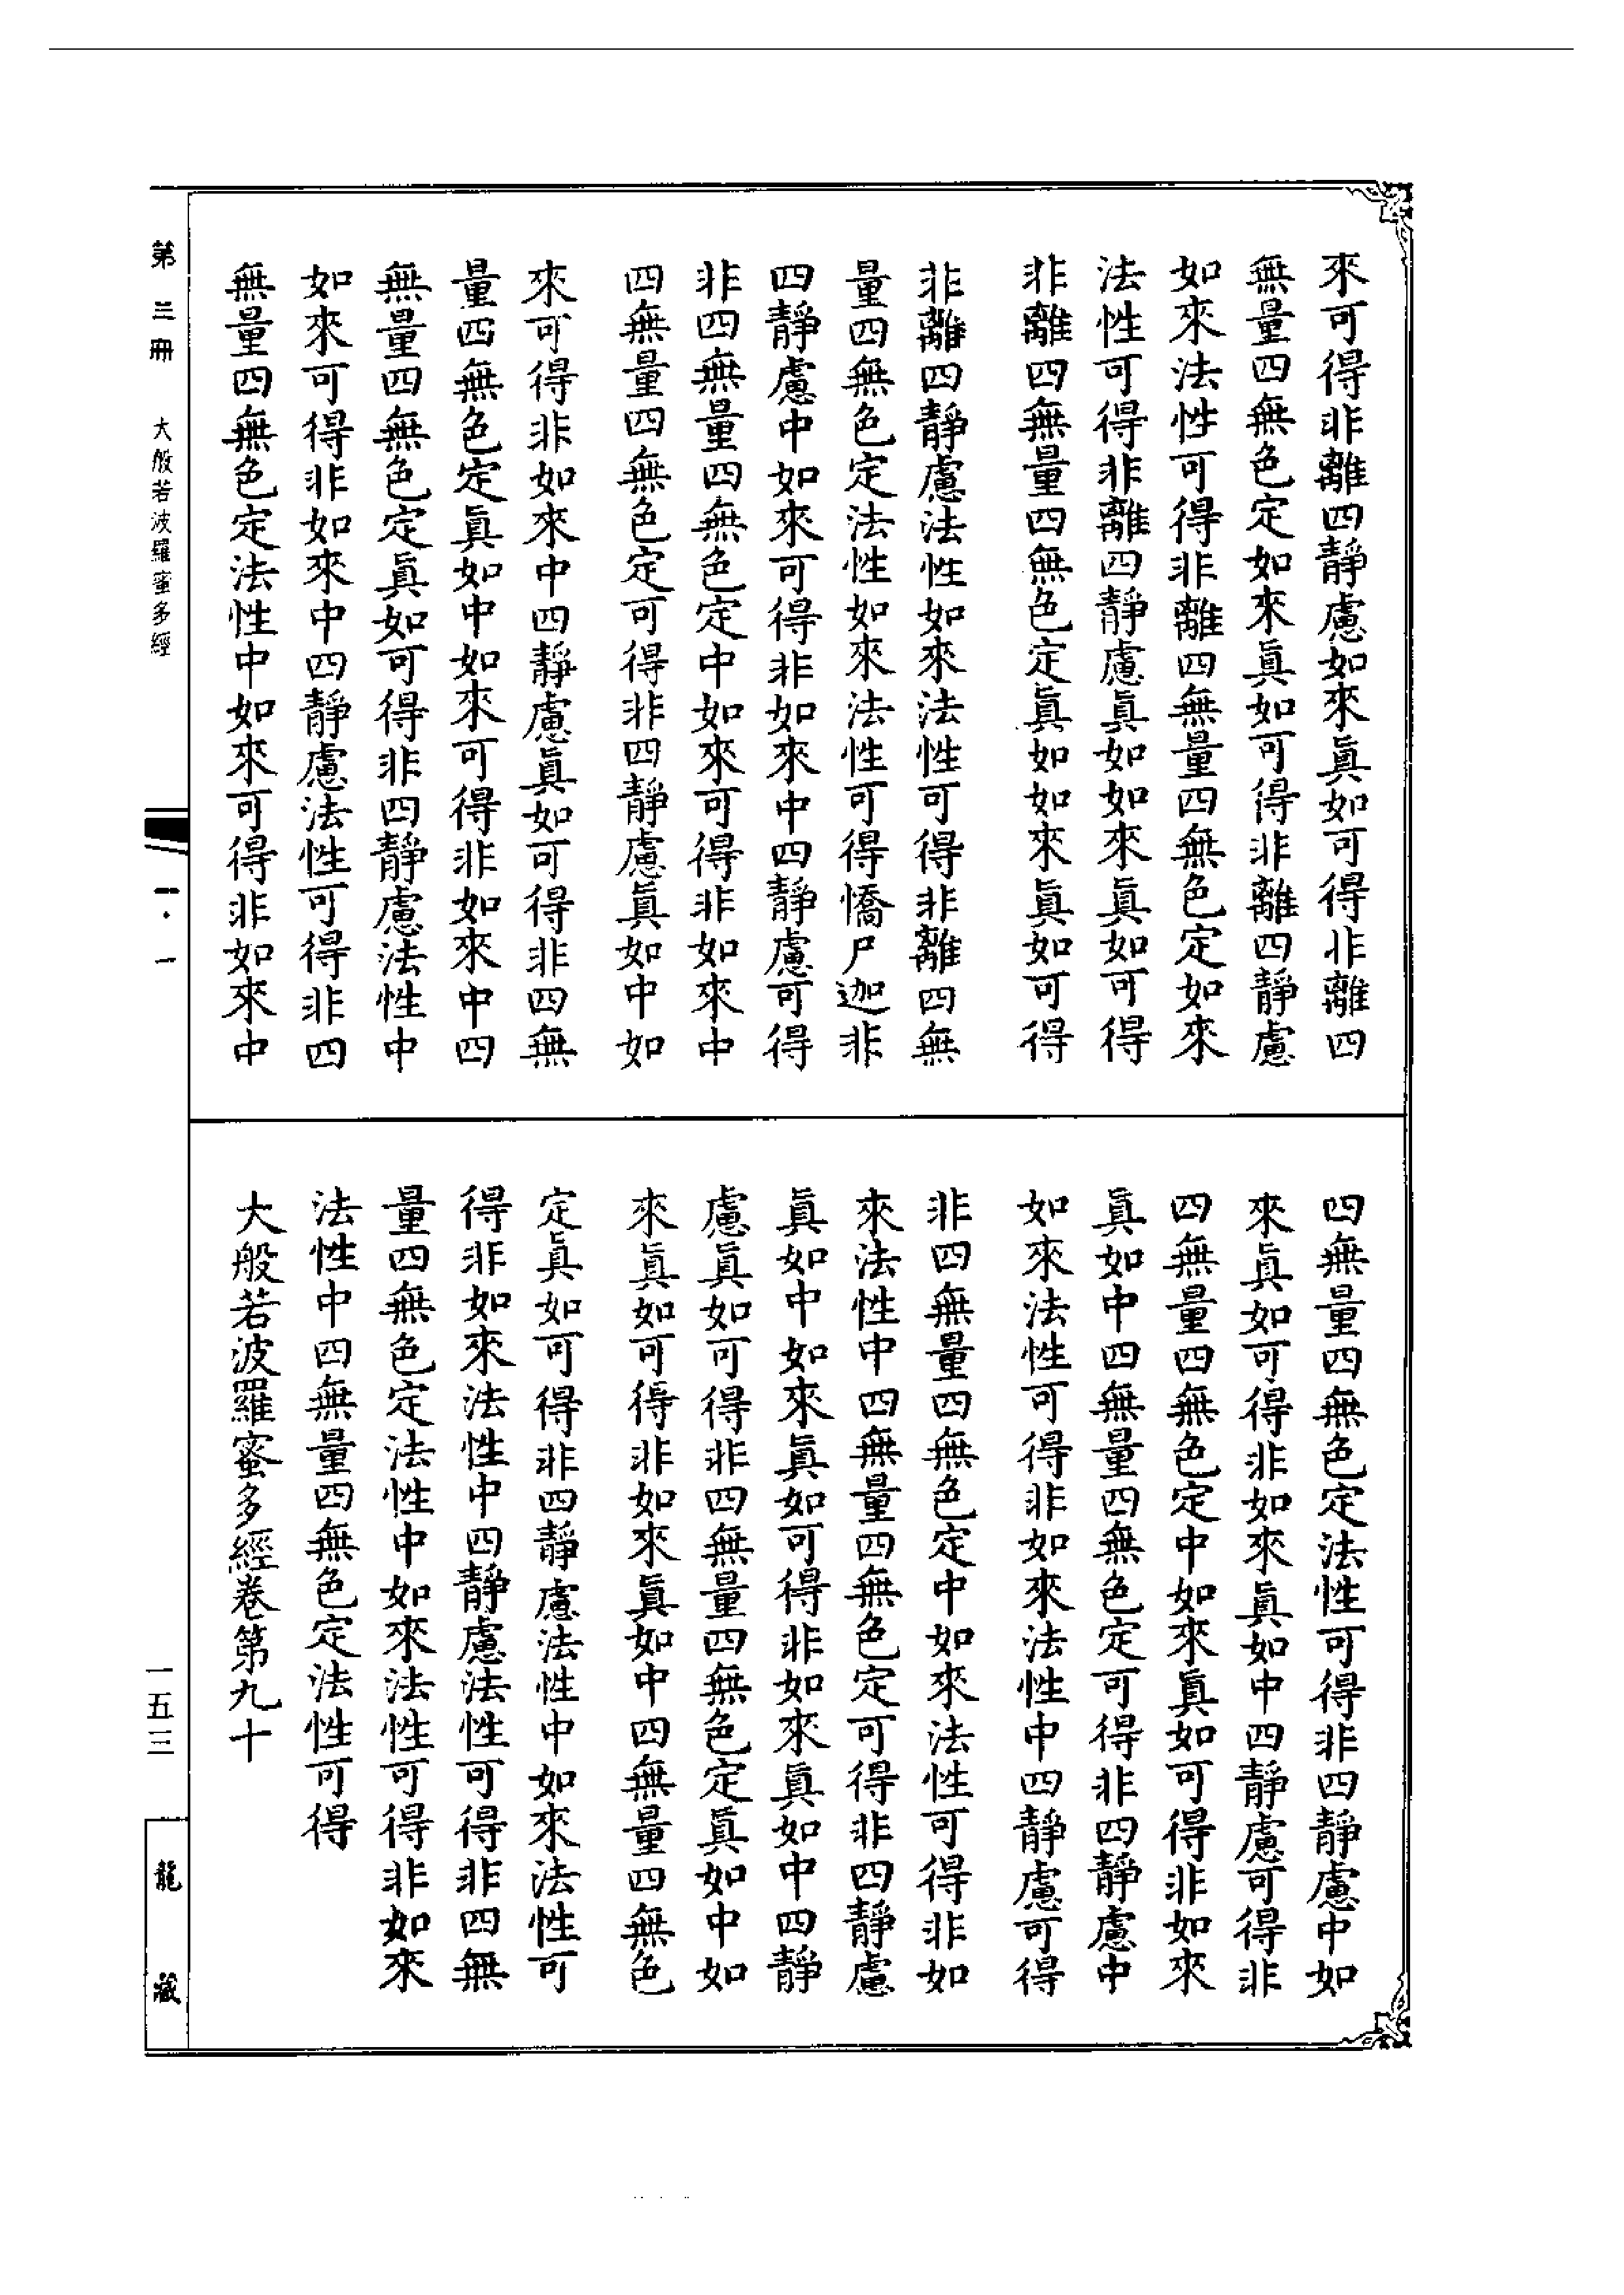 來可得非離四靜慮如來眞如可得非離四
無量四無色定如來眞如可得非離四靜慮
如來法性可得非離四無量四無色定如來
法性可得非離四靜慮眞如如來眞如可得
非離四無量四無色定眞如如來眞如可得
非離四靜慮法性如來法性可得非離四無
量四無色定法性如來法性可得憍尸迦非
四靜慮中如來可得非如來中四靜慮可得
非四無量四無色定中如來可得非如來中
四無量四無色定可得非四靜慮眞如中如
來可得非如來中四靜慮眞如可得非四無
量四無色定眞如中如來可得非如來中四
無量四無色定眞如可得非四靜慮法性中
如來可得非如來中四靜慮法性可得非四
無量四無色定法性中如來可得非如來中
四無量四無色定法性可得非四靜慮中如
來眞如可得非如來眞如中四靜慮可得非
四無量四無色定中如來眞如可得非如來
眞如中四無量四無色定可得非四靜慮中
如來法性可得非如來法性中四靜慮可得
非四無量四無色定中如來法性可得非如
來法性中四無量四無色定可得非四靜慮
眞如中如來眞如可得非如來眞如中四靜
慮眞如可得非四無量四無色定眞如中如
來眞如可得非如來眞如中四無量四無色
定眞如可得非四靜慮法性中如來法性可
得非如來法性中四靜慮法性可得非四無
量四無色定法性中如來法性可得非如來
法性中四無量四無色定法性可得
大般若波羅蜜多經卷第九十
第三冊 大般若波羅蜜多經
一五三
龍藏